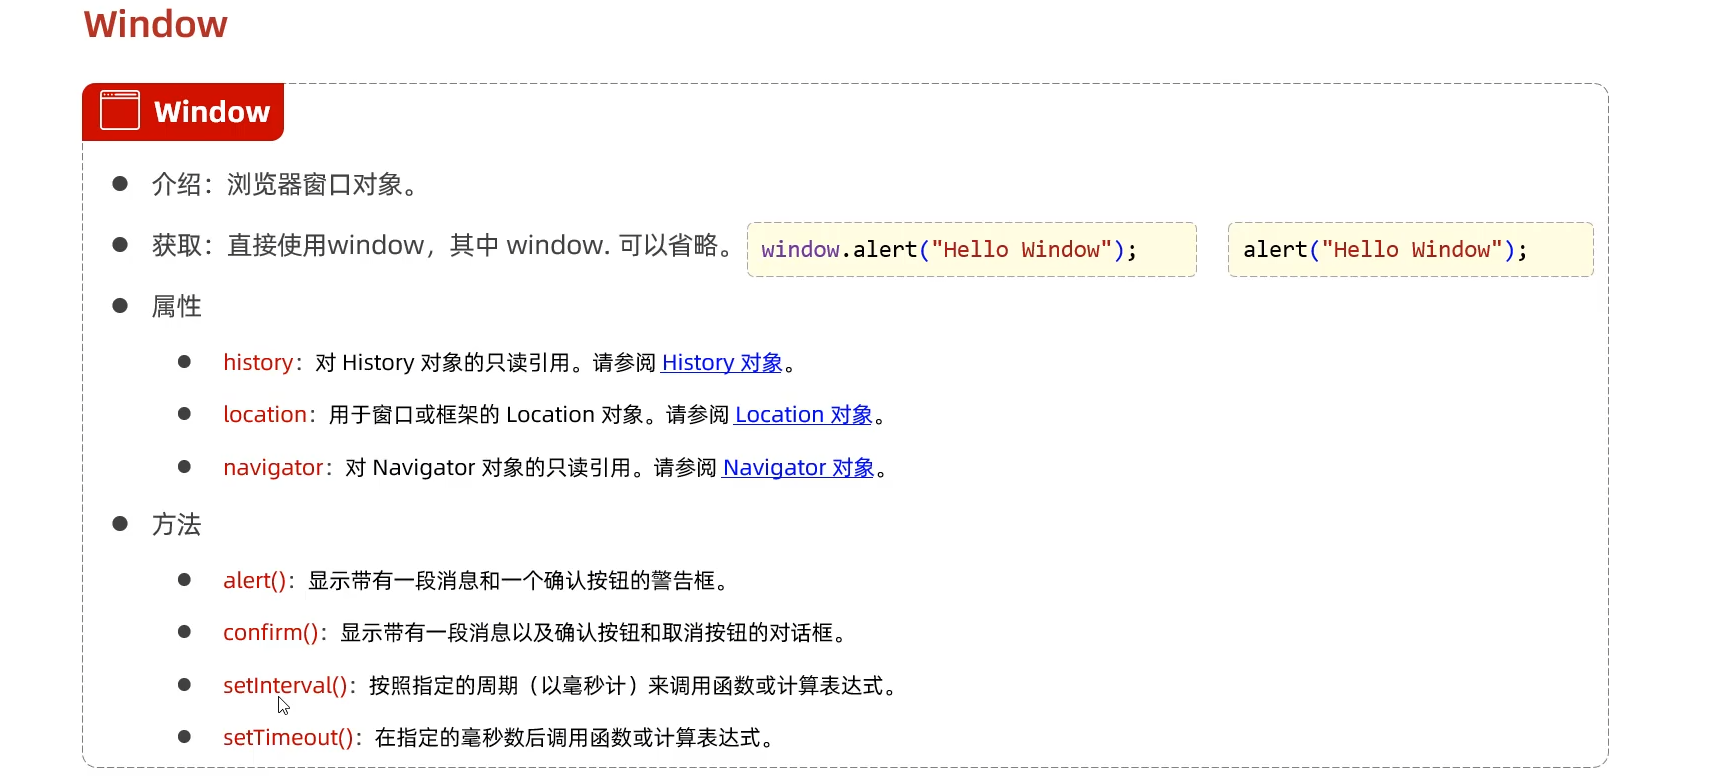 Window
Window
介绍：浏览器窗口对象。
获取：直接使用window，其中 window. 可以省略。 window.alert("Hello Window"); alert("Hello Window");
属性
history：对 History 对象的只读引用。请参阅 History 对象。
location：用于窗口或框架的 Location 对象。请参阅 Location 对象。
navigator：对 Navigator 对象的只读引用。请参阅 Navigator 对象。
方法
alert()：显示带有一段消息和一个确认按钮的警告框。
confirm()：显示带有一段消息以及确认按钮和取消按钮的对话框。
setInterval()：按照指定的周期（以毫秒计）来调用函数或计算表达式。
setTimeout()：在指定的毫秒数后调用函数或计算表达式。